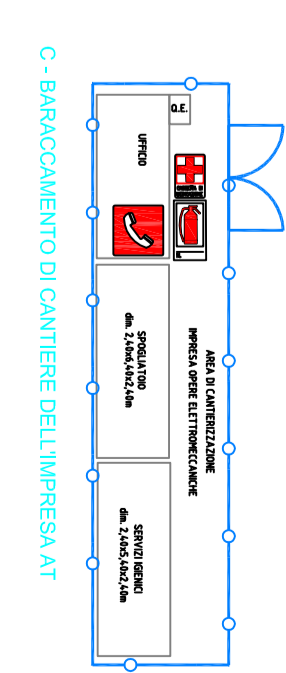 C - BARACCAMENTO DI CANTIERE DELL'IMPRESA AT
Q.E.
UFFICIO
AREA DI CANTIERIZZAZIONE
IMPRESA OPERE ELETTROMECCANICHE
SPOGLIATOIO
dim. 2,40x6,40x2,40m
SERVIZI IGIENICI
dim. 2,40x5,40x2,40m